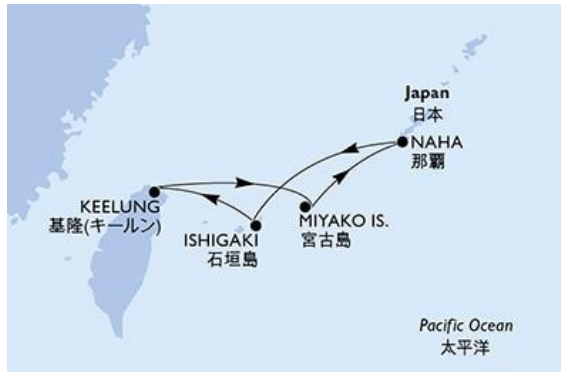 Japan
日本
NAHA
那覇
KEELUNG
基隆(キールン)
MIYAKO IS.
宮古島
ISHIGAKI
石垣島
Pacific Ocean
太平洋